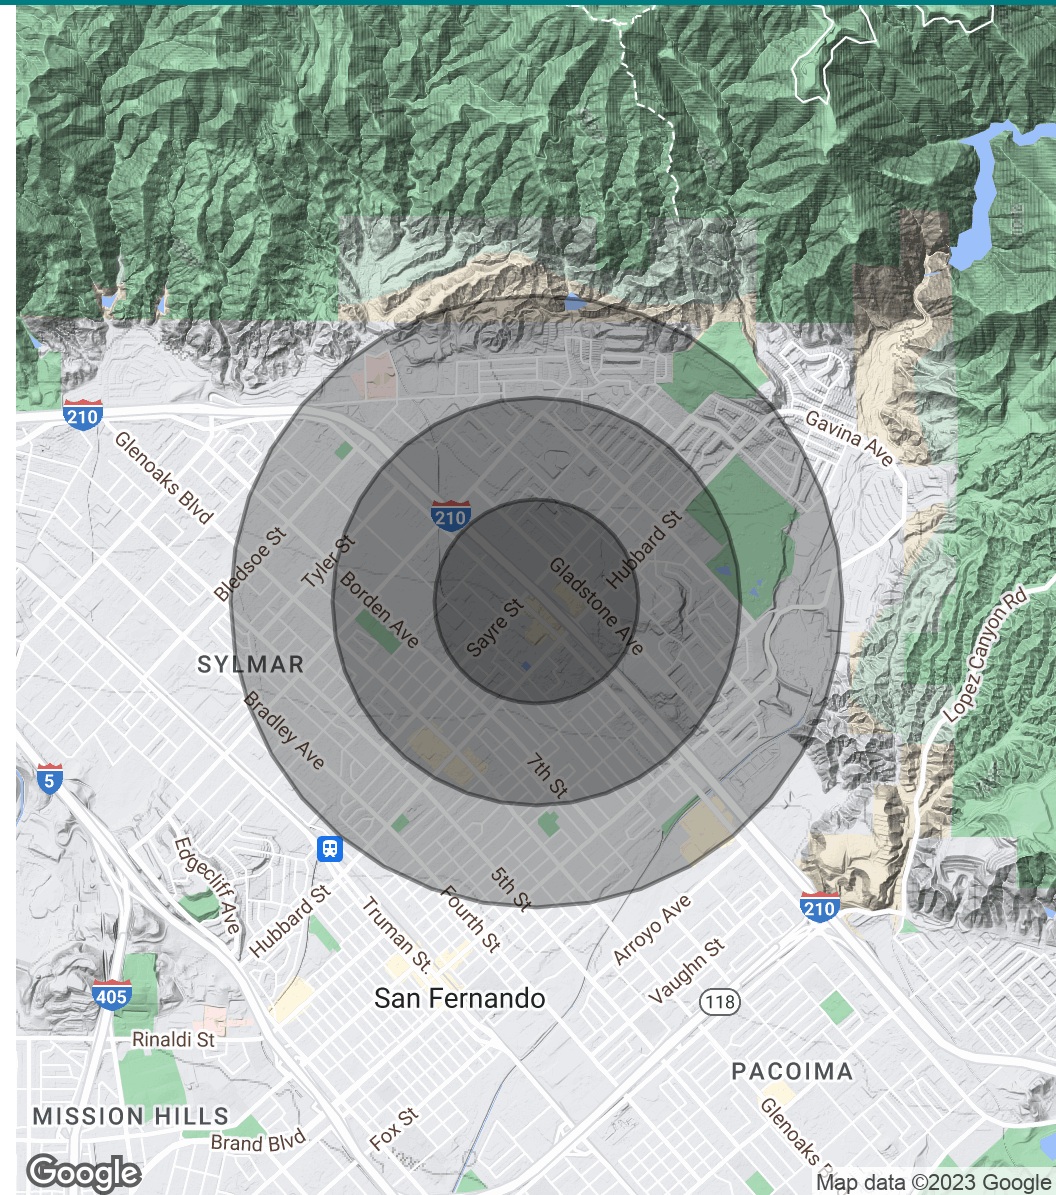 210
Glenoaks Blvd
Gavina Ave
210
Hubbard St
Bledsoe St
Tyler St
Borden Ave
Gladstone Ave
Sayre St
Lopez Canyon Rd
SYLMAR
Bradley Ave
7th St
5
Edgecliff Ave
Hubbard St
5th St
Fourth St
Truman St.
Arroyo Ave
210
Vaughn St
405
San Fernando
118
Rinaldi St
PACOIMA
MISSION HILLS
Brand Blvd
Fox St
Glenoaks B
Google
Map data ©2023 Google